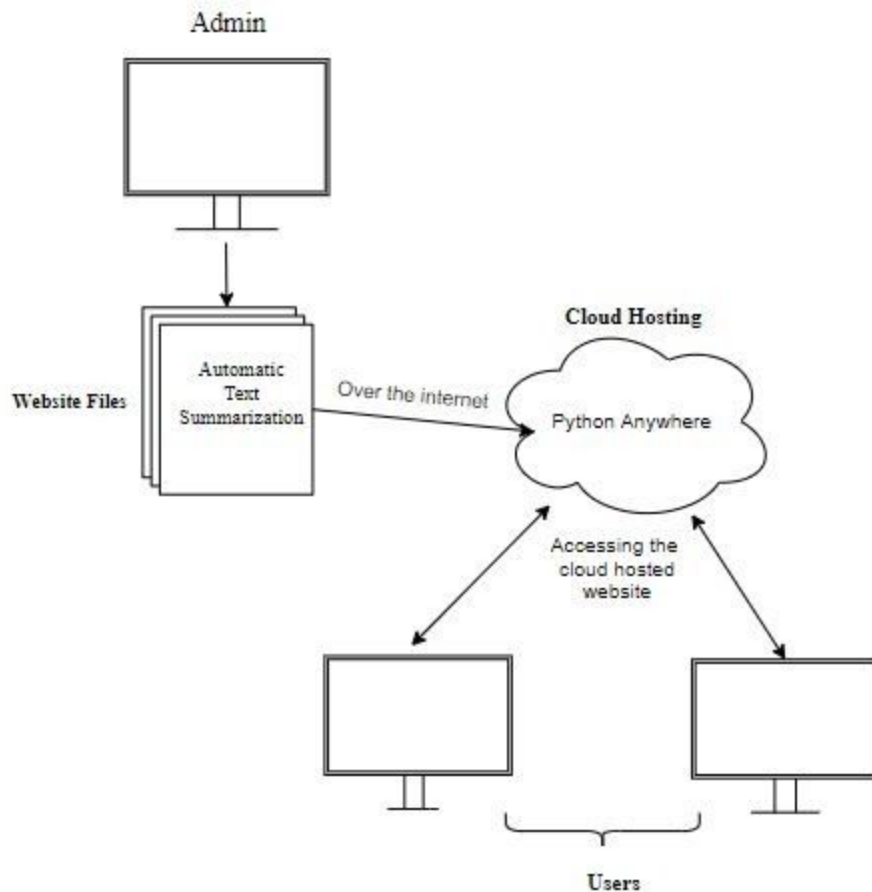 Admin
Cloud Hosting
Website Files
Automatic
Text
Summarization
Over the internet
Python Anywhere
Accessing the
cloud hosted
website
Users